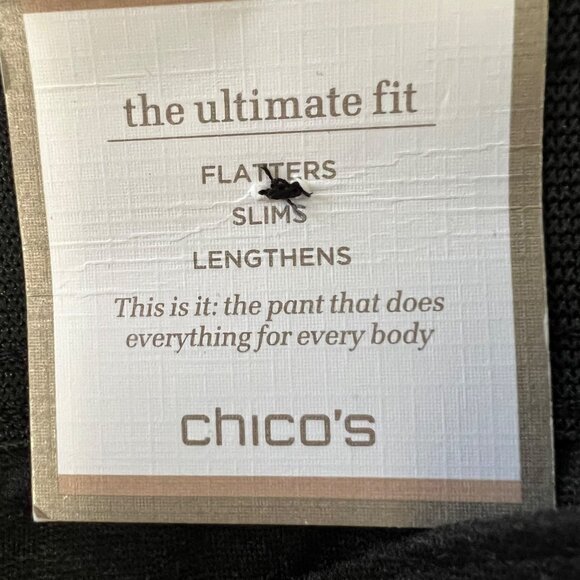 the ultimate fit
FLATTERS
SLIMS
LENGTHENS
This is it: the pant that does
everything for every body
chico's